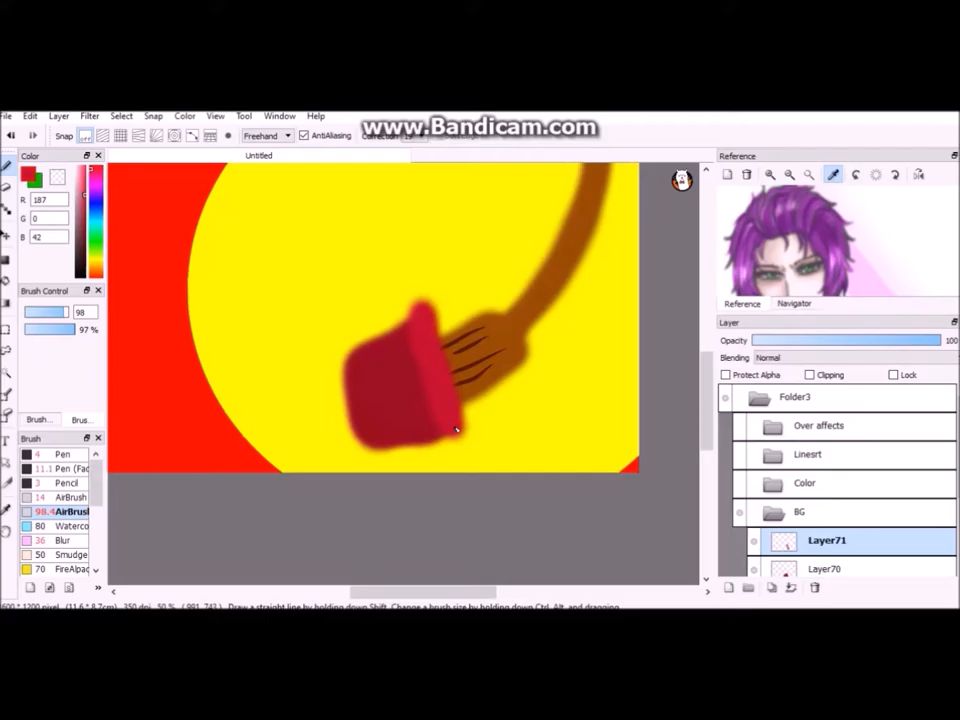 www.Bandicam.com
File Edit Layer Filter Select Snap Color View Tool Window Help
Snap off Freehand AntiAliasing Correction
Color
Untitled
Reference
R 187
G 0
B 42
Brush Control
98
97 %
Reference Navigator
Layer
Opacity 100
Blending Normal
Protect Alpha Clipping Lock
Folder3
Over affects
Linesrt
Color
BG
Layer71
Layer70
Brush... Brus...
Brush
4 Pen
11.1 Pen (Fac
3 Pencil
14 AirBrush
98.4 AirBrush
80 Waterco
36 Blur
50 Smudge
70 FireAlpac
600 * 1200 pixel (11.6 * 8.7cm) 350 dpi 50 % (991, 743) Draw a straight line by holding down Shift, Change a brush size by holding down Ctrl, Alt, and dragging